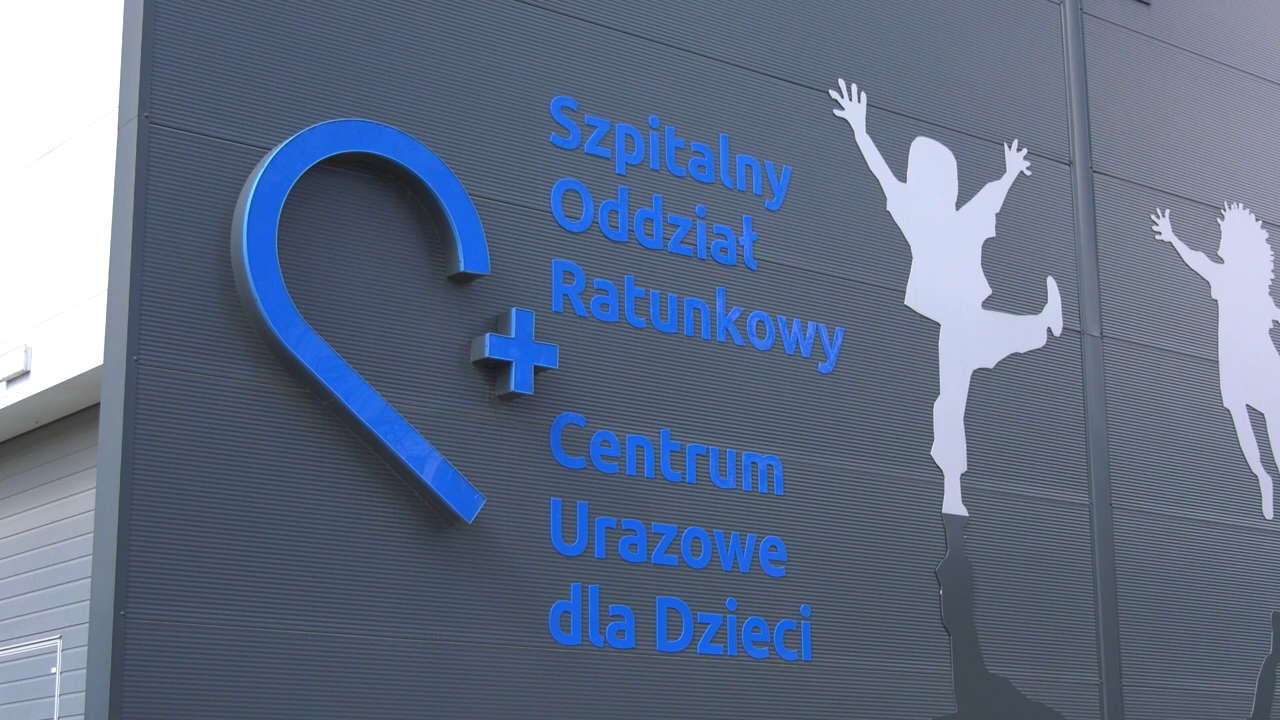 Szpitalny
Oddział
Ratunkowy
Centrum
Urazowe
dla Dzieci